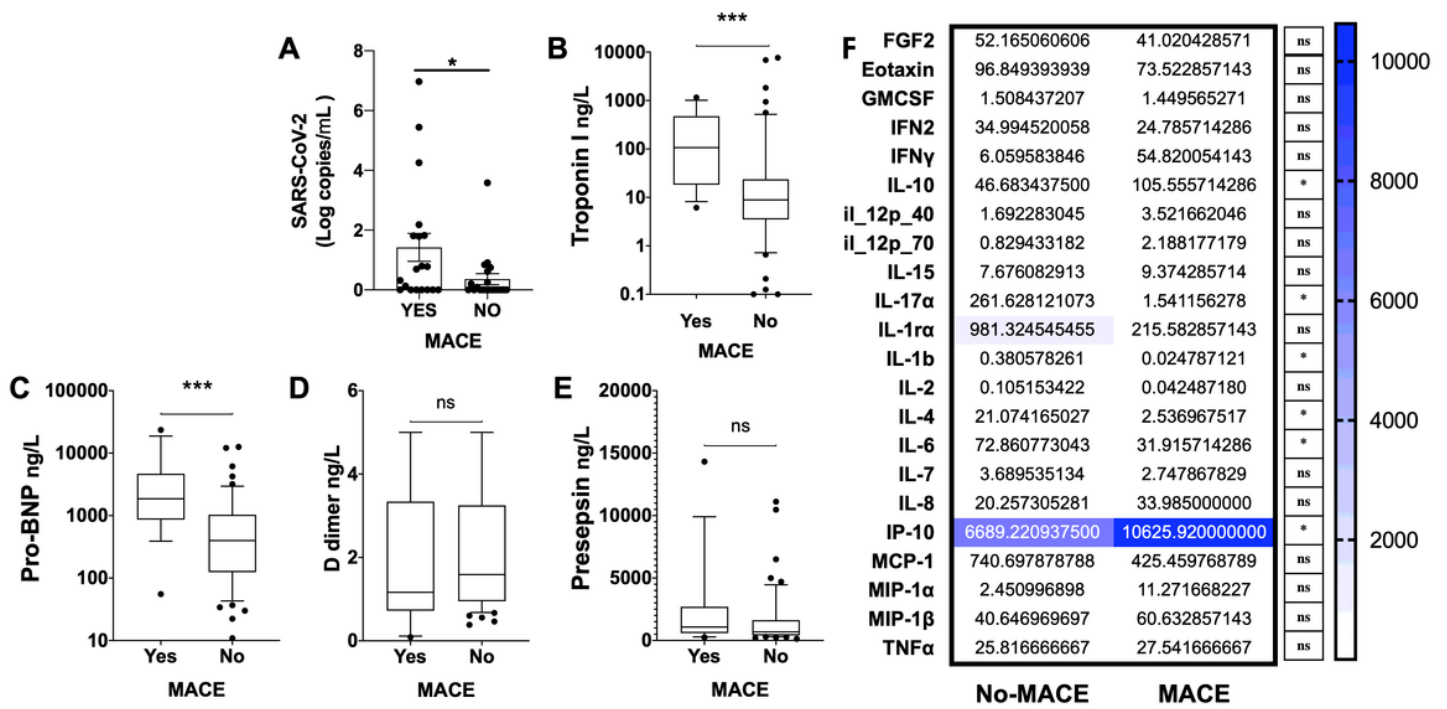 A
SARS-CoV-2
(Log copies/mL)
8
6
4
2
0
*
YES NO
MACE
B
Troponin I ng/L
10000
1000
100
10
1
0.1
***
Yes No
MACE
C
Pro-BNP ng/L
100000
10000
1000
100
10
***
Yes No
MACE
D
D dimer ng/L
6
4
2
0
ns
Yes No
MACE
E
Presepsin ng/L
20000
15000
10000
5000
0
ns
Yes No
MACE
F
FGF2 52.165060606 41.020428571 ns
Eotaxin 96.849393939 73.522857143 ns
GMCSF 1.508437207 1.449565271 ns
IFN2 34.994520058 24.785714286 ns
IFNγ 6.059583846 54.820054143 ns
IL-10 46.683437500 105.555714286 *
il_12p_40 1.692283045 3.521662046 ns
il_12p_70 0.829433182 2.188177179 ns
IL-15 7.676082913 9.374285714 ns
IL-17α 261.628121073 1.541156278 *
IL-1rα 981.324545455 215.582857143 ns
IL-1b 0.380578261 0.024787121 *
IL-2 0.105153422 0.042487180 ns
IL-4 21.074165027 2.536967517 *
IL-6 72.860773043 31.915714286 *
IL-7 3.689535134 2.747867829 ns
IL-8 20.257305281 33.985000000 ns
IP-10 6689.220937500 10625.920000000 *
MCP-1 740.697878788 425.459768789 ns
MIP-1α 2.450996898 11.271668227 ns
MIP-1β 40.646969697 60.632857143 ns
TNFα 25.816666667 27.541666667 ns
No-MACE MACE
10000
8000
6000
4000
2000